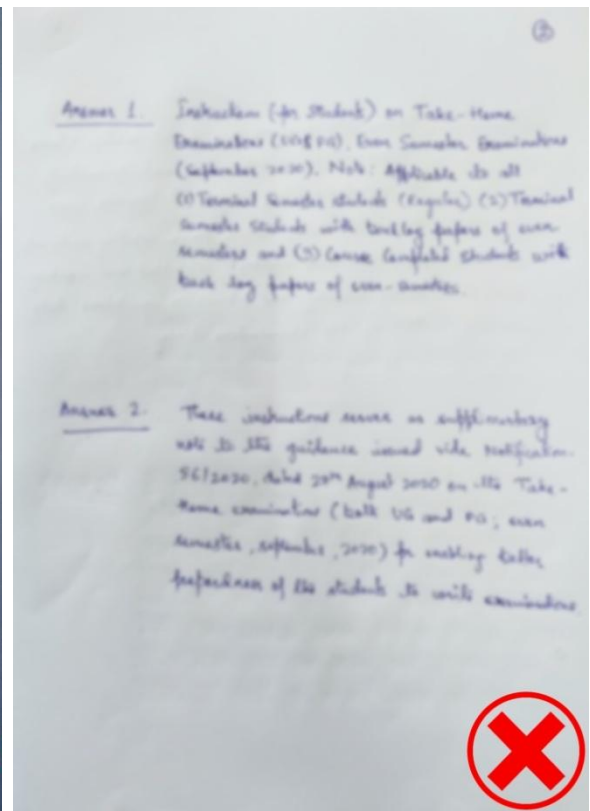 (3)
Answer 1. Instruction (for Students) on Take-Home
Examinations (UG& PG), Even Semester Examinations
(September 2020). Note: Applicable to all
(1) Terminal Semester students (Regular) (2) Terminal
Semester Students with backlog papers of even
semesters and (3) Course Completed Students with
back log papers of even-semesters.
Answer 2. These instructions serve as supplimentary
note to the guidance issued vide Notification
56/2020, dated 28th August 2020 on the Take-
Home examination (both UG and PG; even
semester, september, 2020) for enabling better
preparedness of the students to write examinations